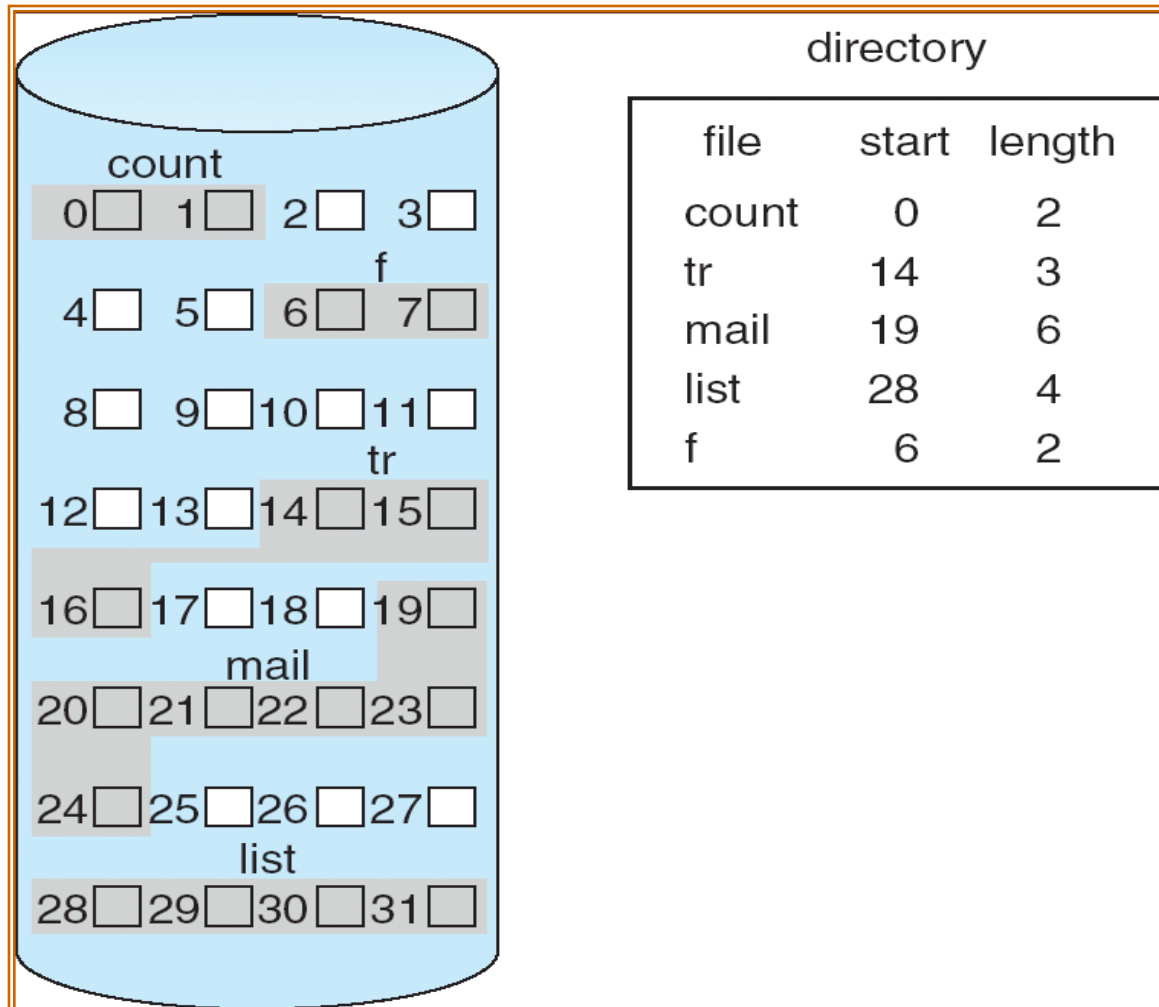 count
0 1 2 3
f
4 5 6 7
8 9 10 11
tr
12 13 14 15
16 17 18 19
mail
20 21 22 23
24 25 26 27
list
28 29 30 31
directory
file start length
count 0 2
tr 14 3
mail 19 6
list 28 4
f 6 2